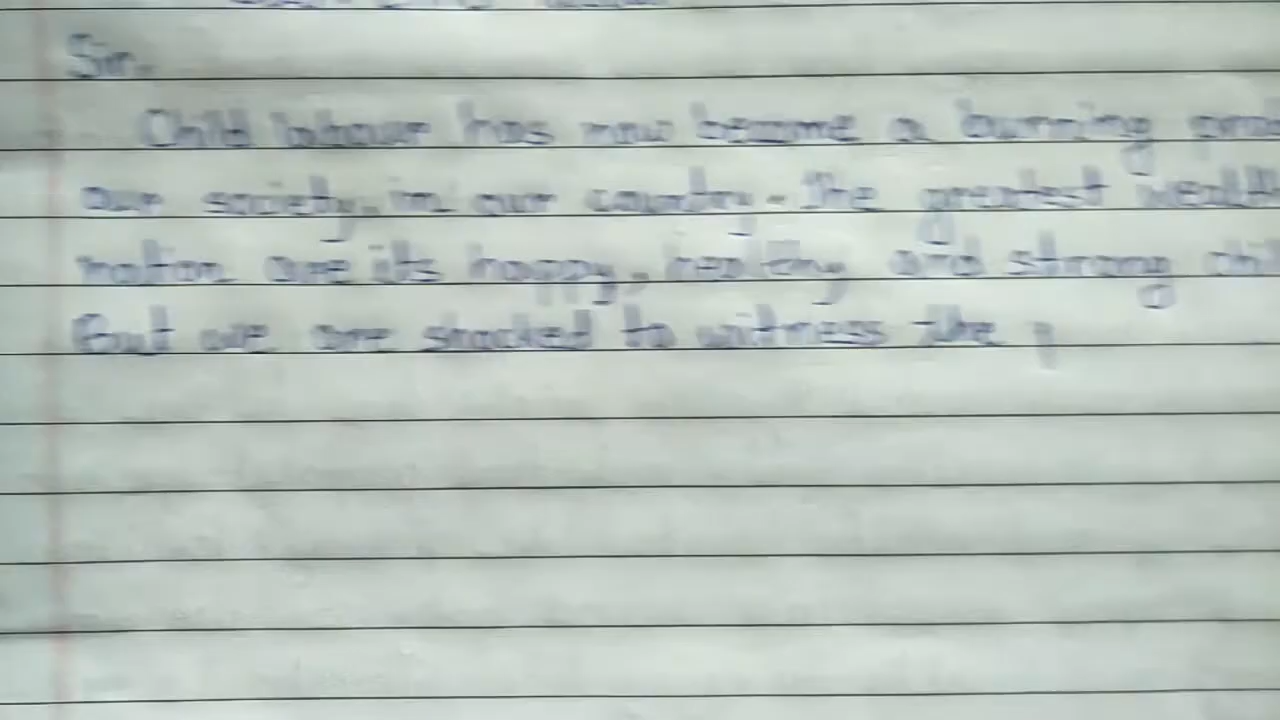 Sir,
Child labour has now become a burning
our society, in our country. The greatest wealth
nation are its happy, healthy and strong
But we are shocked to witness the p